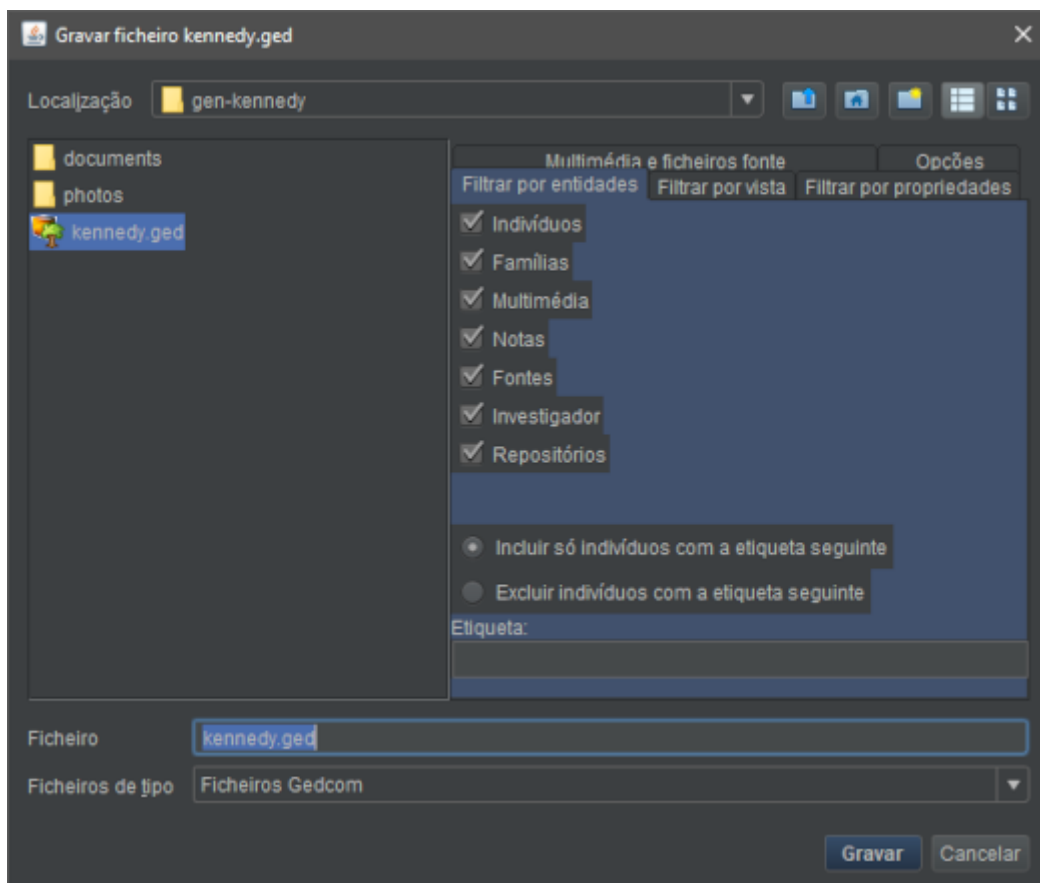 Gravar ficheiro kennedy.ged
Localização gen-kennedy
documents
photos
kennedy.ged
Multimédia e ficheiros fonte Opções
Filtrar por entidades Filtrar por vista Filtrar por propriedades
Indivíduos
Famílias
Multimédia
Notas
Fontes
Investigador
Repositórios
Incluir só indivíduos com a etiqueta seguinte
Excluir indivíduos com a etiqueta seguinte
Etiqueta:
Ficheiro kennedy.ged
Ficheiros de tipo Ficheiros Gedcom
Gravar Cancelar